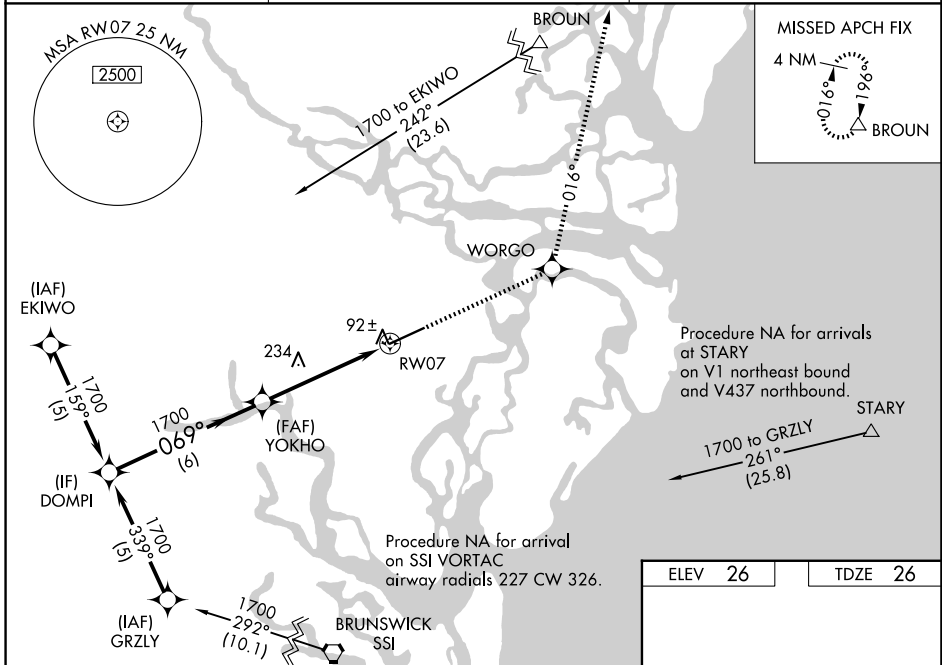 MSA RW07 25 NM
2500
BROUN
1700 to EKIWO
242°
(23.6)
016°
MISSED APCH FIX
4 NM
016°
196°
BROUN
WORGO
(IAF)
EKIWO
1700
159°
(5)
234
92±
RW07
Procedure NA for arrivals
at STARY
on V1 northeast bound
and V437 northbound.
STARY
1700 to GRZLY
261°
(25.8)
1700
069°
(6)
(FAF)
YOKHO
(IF)
DOMPI
1700
339°
(5)
(IAF)
GRZLY
1700
292°
(10.1)
BRUNSWICK
SSI
Procedure NA for arrival
on SSI VORTAC
airway radials 227 CW 326.
ELEV 26
TDZE 26